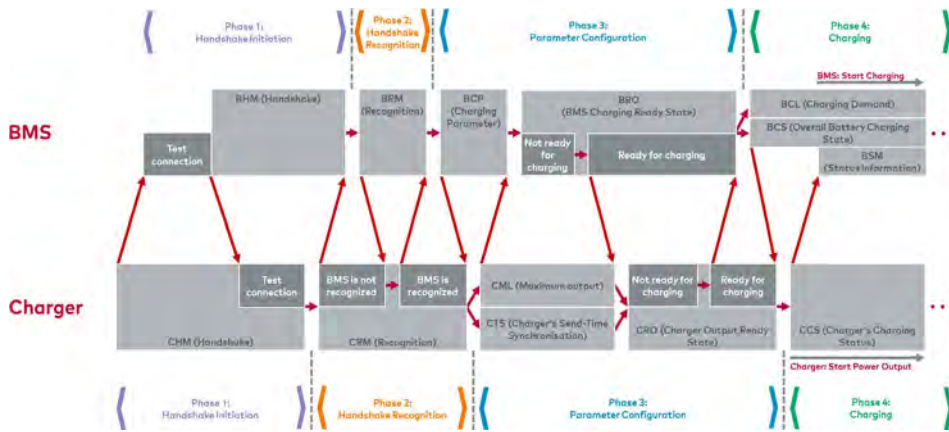 Phase 1:
Handshake Initiation
Phase 2:
Handshake
Recognition
Phase 3:
Parameter Configuration
Phase 4:
Charging
BMS: Start Charging
BMS
BHM (Handshake)
Test
connection
BRM
(Recognition)
BCP
(Charging
Parameter)
BRO
(BMS Charging Ready State)
Not ready
for
charging
Ready for charging
BCL (Charging Demand)
BCS (Overall Battery Charging
State)
BSM
(Status Information)
Charger
Test
connection
CHM (Handshake)
BMS is not
recognized
BMS is
recognized
CRM (Recognition)
CML (Maximum output)
CTS (Charger's Send-Time
Synchronisation)
Not ready for
charging
Ready for
charging
CRO (Charger Output Ready
State)
CCS (Charger's Charging
Status)
Charger: Start Power Output
Phase 1:
Handshake Initiation
Phase 2:
Handshake Recognition
Phase 3:
Parameter Configuration
Phase 4:
Charging